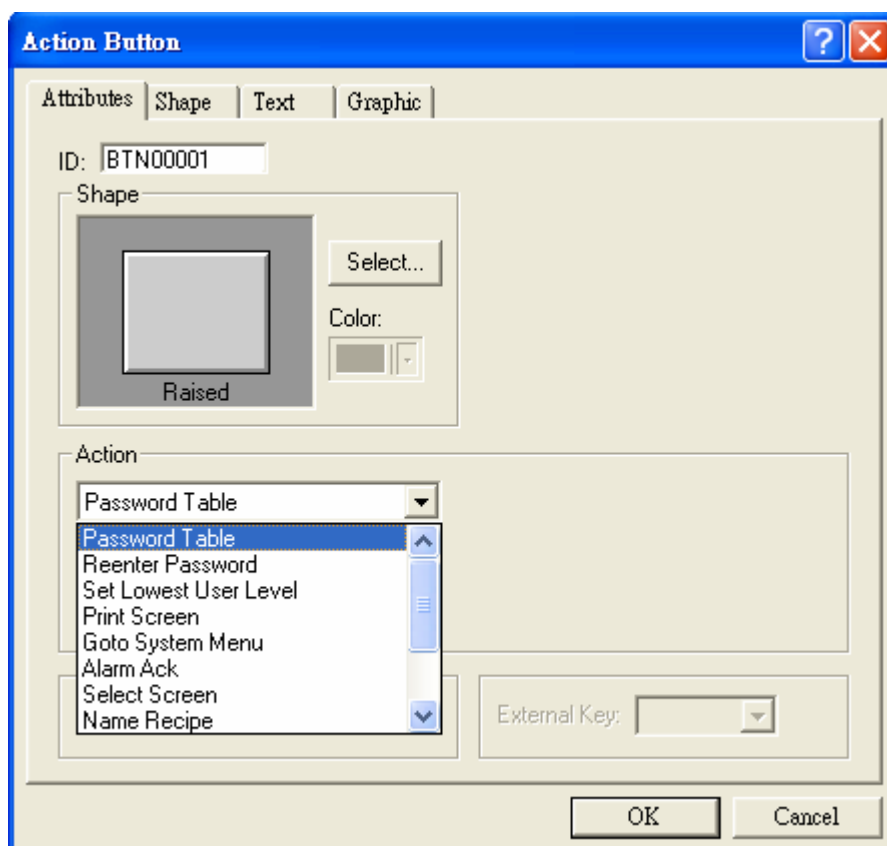 Action Button
Attributes Shape Text Graphic
ID: BTN00001
Shape
Select...
Color:
Raised
Action
Password Table
Password Table
Reenter Password
Set Lowest User Level
Print Screen
Goto System Menu
Alarm Ack
Select Screen
Name Recipe
External Key:
OK Cancel